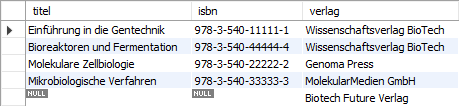 titel isbn verlag
Einführung in die Gentechnik 978-3-540-11111-1 Wissenschaftsverlag BioTech
Bioreaktoren und Fermentation 978-3-540-44444-4 Wissenschaftsverlag BioTech
Molekulare Zellbiologie 978-3-540-22222-2 Genoma Press
Mikrobiologische Verfahren 978-3-540-33333-3 MolekularMedien GmbH
NULL NULL Biotech Future Verlag